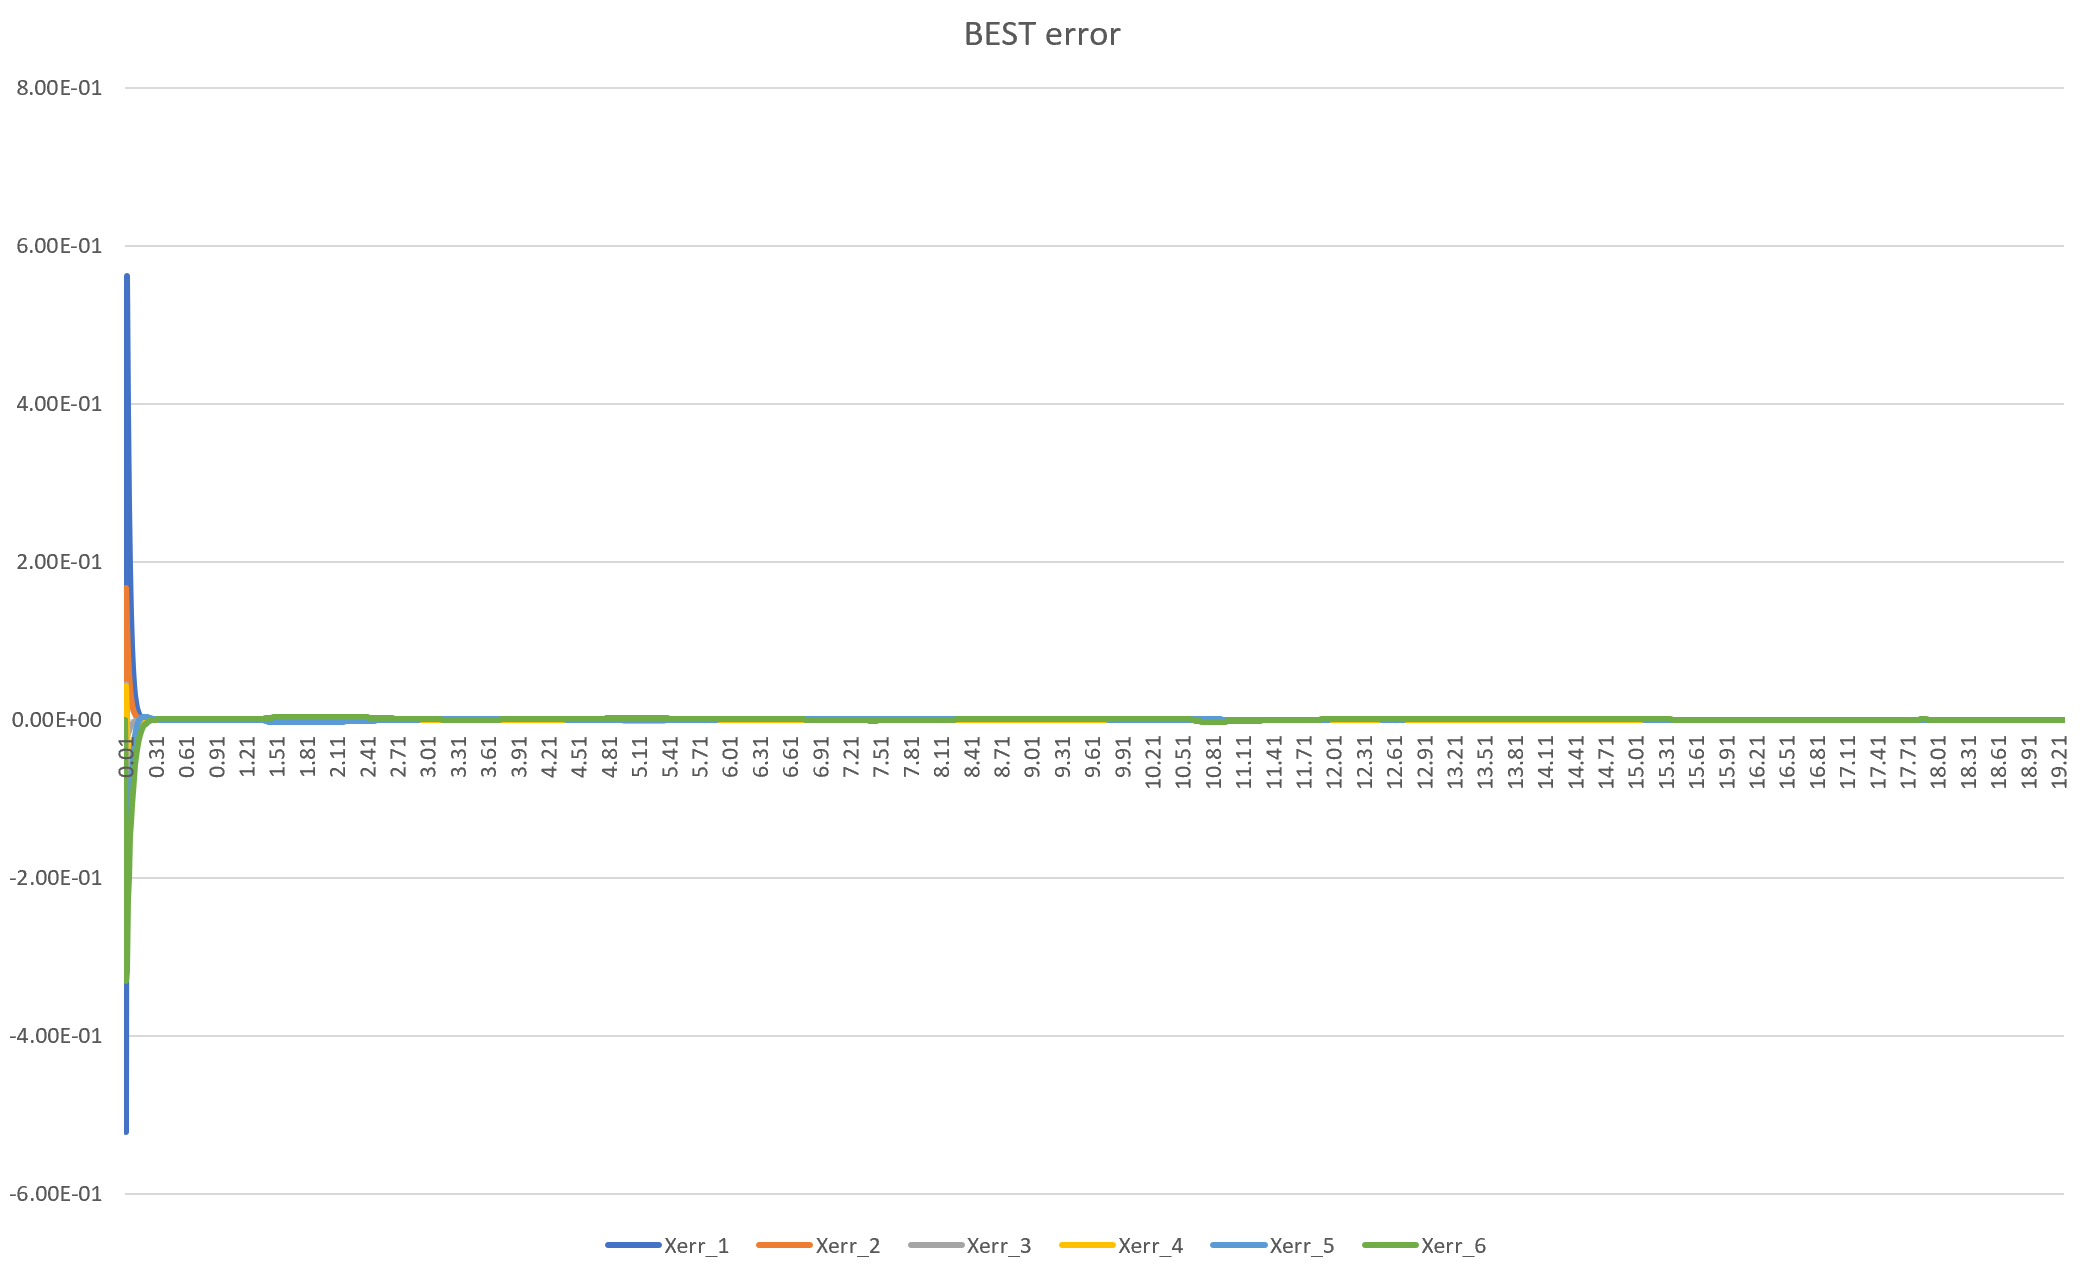 BEST error
8.00E-01
6.00E-01
4.00E-01
2.00E-01
0.00E+00
-2.00E-01
-4.00E-01
-6.00E-01
0.01 0.31 0.61 0.91 1.21 1.51 1.81 2.11 2.41 2.71 3.01 3.31 3.61 3.91 4.21 4.51 4.81 5.11 5.41 5.71 6.01 6.31 6.61 6.91 7.21 7.51 7.81 8.11 8.41 8.71 9.01 9.31 9.61 9.91 10.21 10.51 10.81 11.11 11.41 11.71 12.01 12.31 12.61 12.91 13.21 13.51 13.81 14.11 14.41 14.71 15.01 15.31 15.61 15.91 16.21 16.51 16.81 17.11 17.41 17.71 18.01 18.31 18.61 18.91 19.21
Xerr_1 Xerr_2 Xerr_3 Xerr_4 Xerr_5 Xerr_6